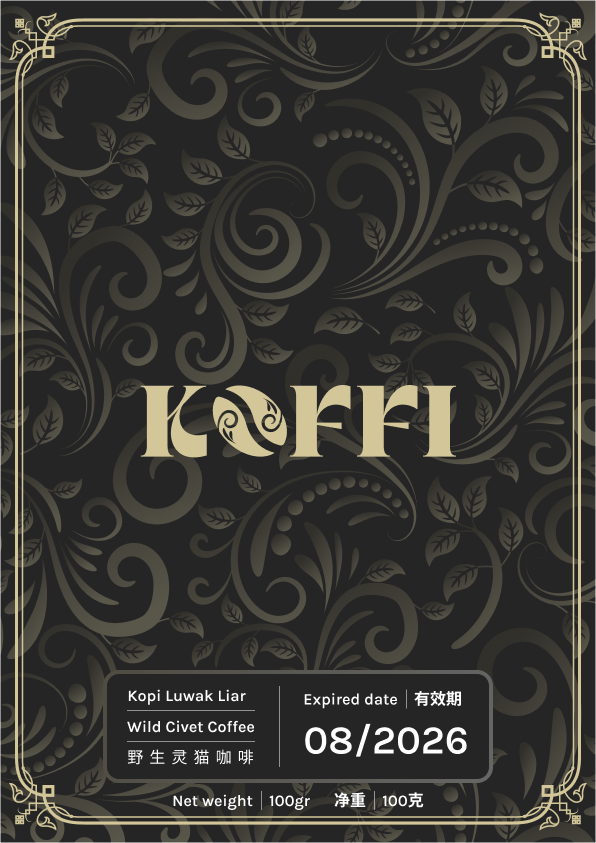 KOFFI
Kopi Luwak Liar
Wild Civet Coffee
野生灵猫咖啡
Expired date 有效期
08/2026
Net weight 100gr 净重 100克